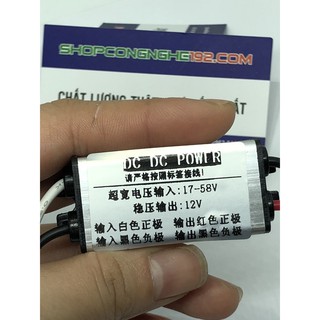 SHOPCONGNGHE192.COM
CHẤT LƯỢNG
DC DC POWER
请严格按照标签接线!
超宽电压输入:17-58V
稳压输出:12V
输入白色正极 输出红色正极
输入黑色负极 输出黑色负极